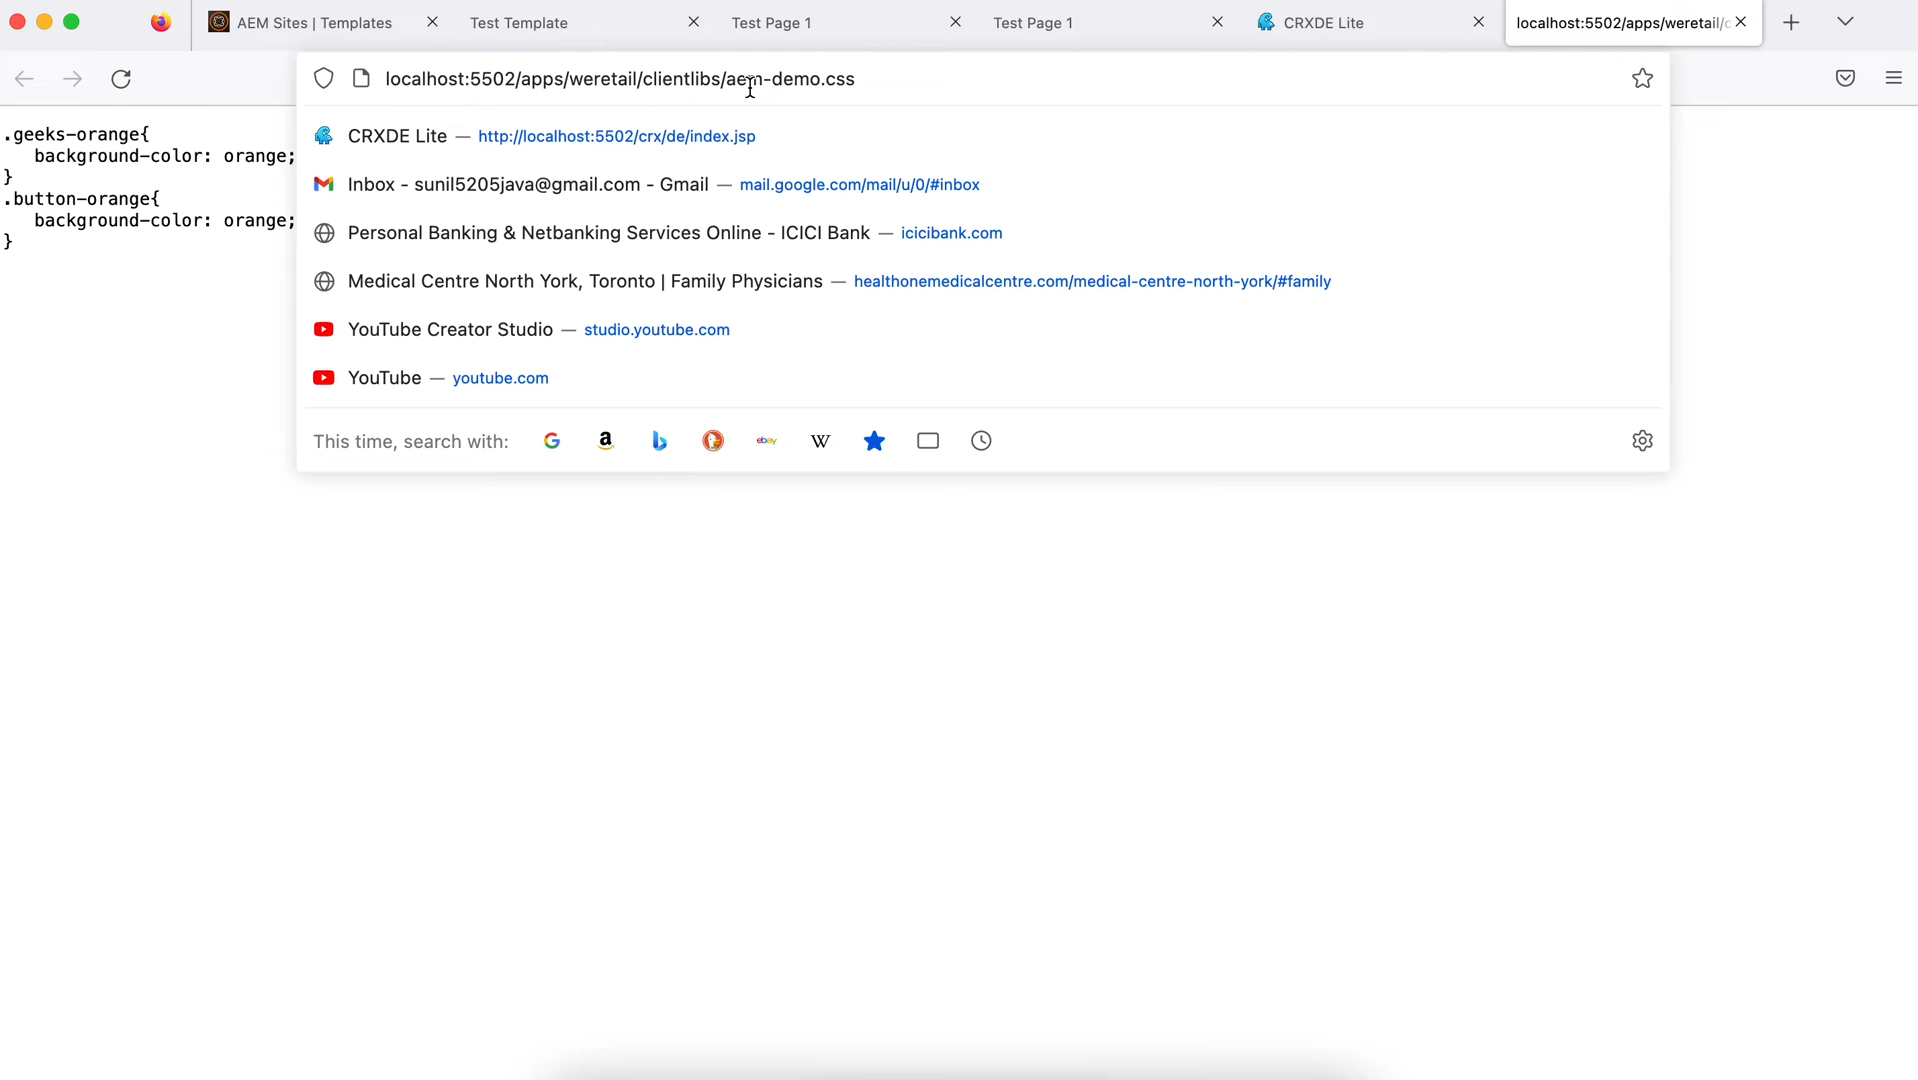 AEM Sites | Templates
Test Template
Test Page 1
Test Page 1
CRXDE Lite
localhost:5502/apps/weretail/c
localhost:5502/apps/weretail/clientlibs/aem-demo.css
CRXDE Lite — http://localhost:5502/crx/de/index.jsp
Inbox - sunil5205java@gmail.com - Gmail — mail.google.com/mail/u/0/#inbox
Personal Banking & Netbanking Services Online - ICICI Bank — icicibank.com
Medical Centre North York, Toronto | Family Physicians — healthonemedicalcentre.com/medical-centre-north-york/#family
YouTube Creator Studio — studio.youtube.com
YouTube — youtube.com
This time, search with:
.geeks-orange{
background-color: orange;
}
.button-orange{
background-color: orange;
}